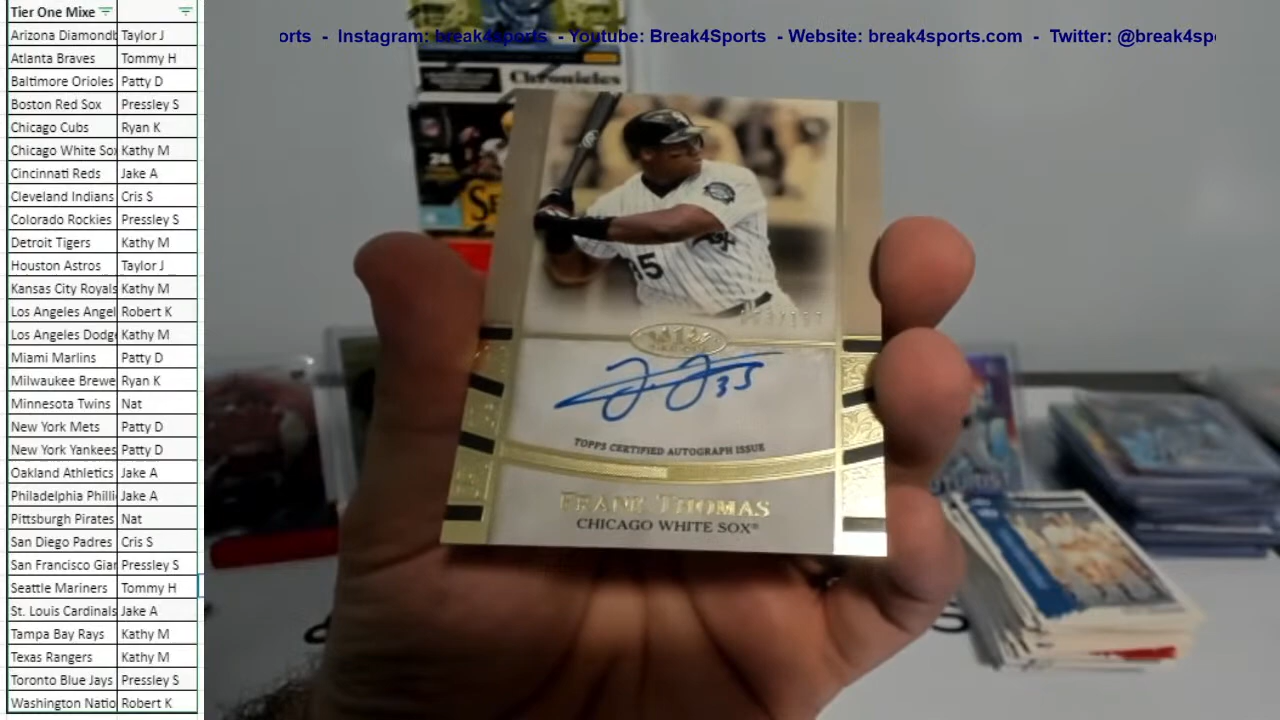 Tier One Mixe
Arizona Diamondb Taylor J
Atlanta Braves Tommy H
Baltimore Orioles Patty D
Boston Red Sox Pressley S
Chicago Cubs Ryan K
Chicago White Sox Kathy M
Cincinnati Reds Jake A
Cleveland Indians Cris S
Colorado Rockies Pressley S
Detroit Tigers Kathy M
Houston Astros Taylor J
Kansas City Royals Kathy M
Los Angeles Angel Robert K
Los Angeles Dodge Kathy M
Miami Marlins Patty D
Milwaukee Brewe Ryan K
Minnesota Twins Nat
New York Mets Patty D
New York Yankees Patty D
Oakland Athletics Jake A
Philadelphia Philli Jake A
Pittsburgh Pirates Nat
San Diego Padres Cris S
San Francisco Gian Pressley S
Seattle Mariners Tommy H
St. Louis Cardinals Jake A
Tampa Bay Rays Kathy M
Texas Rangers Kathy M
Toronto Blue Jays Pressley S
Washington Natio Robert K
orts - Instagram: break4sports - Youtube: Break4Sports - Website: break4sports.com - Twitter: @break4sp
Chronicles
35
TOPPS CERTIFIED AUTOGRAPH ISSUE
FRANK THOMAS
CHICAGO WHITE SOX®